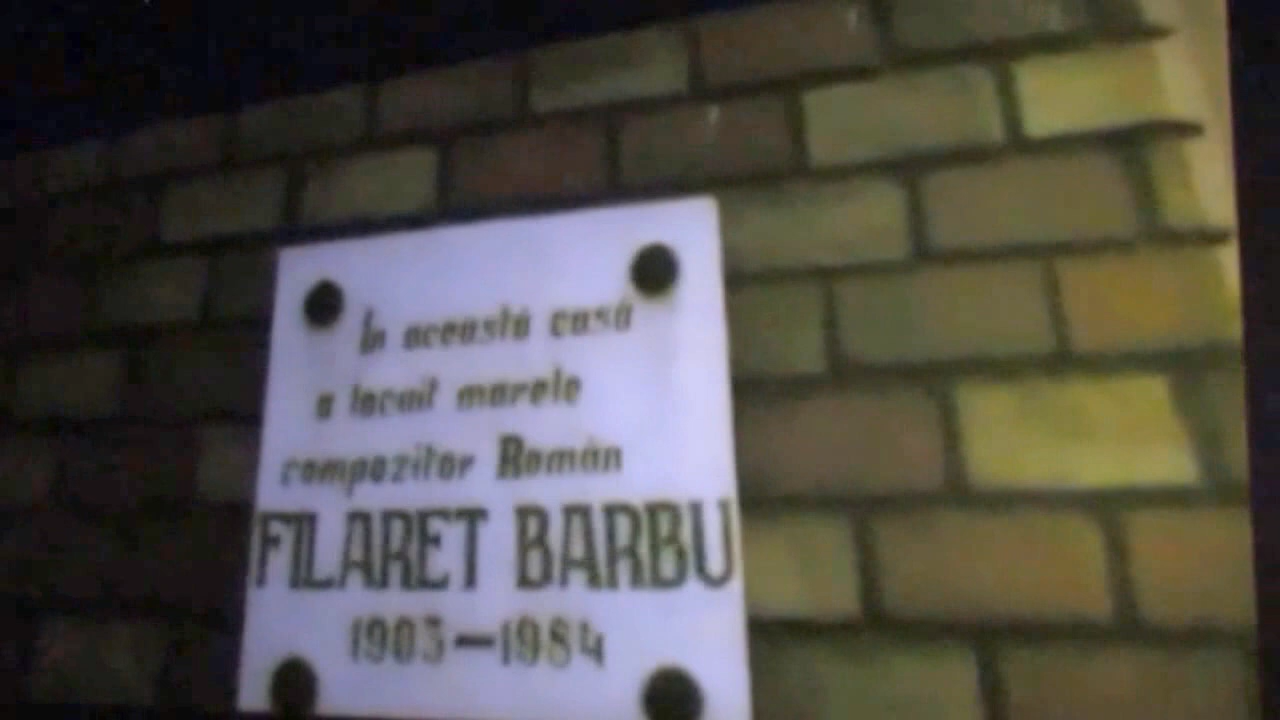 În această casă
a locuit marele
compozitor Român
FILARET BARBU
1903-1984